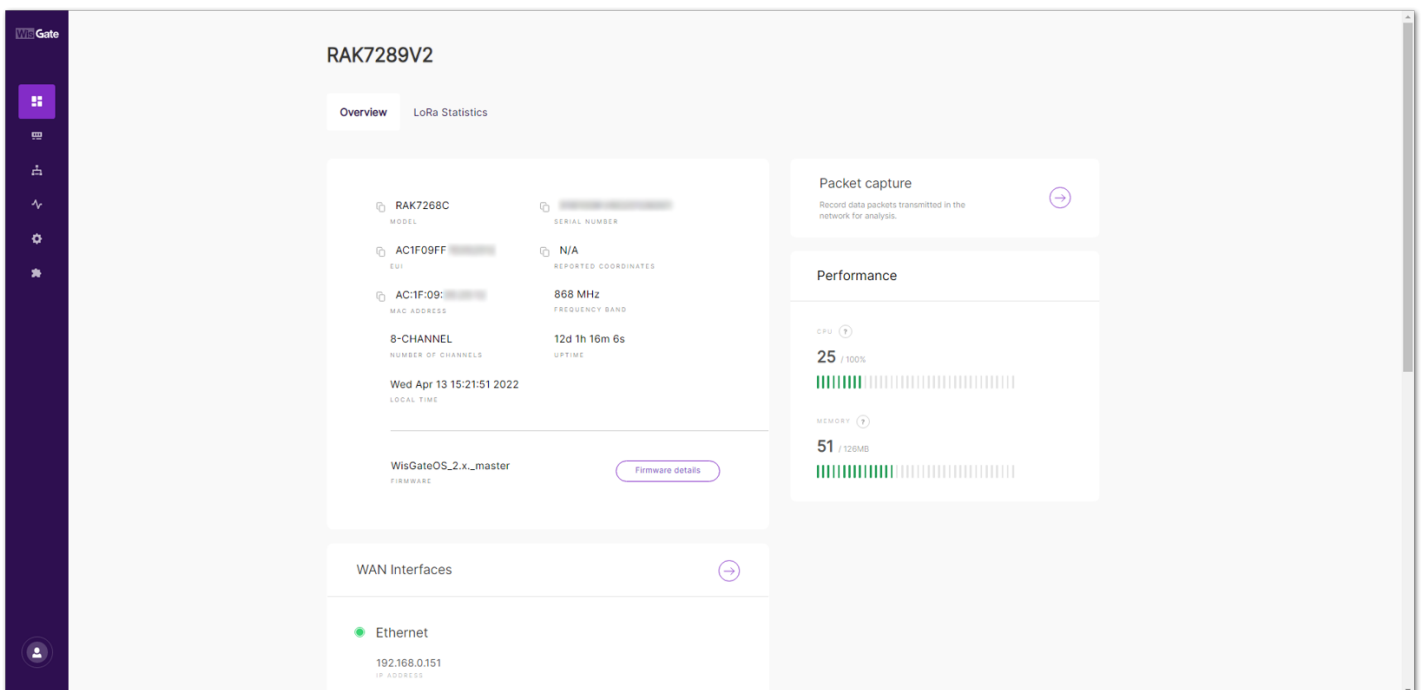 WisGate
RAK7289V2
Overview
LoRa Statistics
RAK7268C
MODEL
SERIAL NUMBER
AC1F09FF
EUI
N/A
REPORTED COORDINATES
AC:1F:09:
MAC ADDRESS
868 MHz
FREQUENCY BAND
8-CHANNEL
NUMBER OF CHANNELS
12d 1h 16m 6s
UPTIME
Wed Apr 13 15:21:51 2022
LOCAL TIME
WisGateOS_2.x._master
FIRMWARE
Firmware details
WAN Interfaces
Ethernet
192.168.0.151
IP ADDRESS
Packet capture
Record data packets transmitted in the
network for analysis.
Performance
CPU ?
25 / 100%
MEMORY ?
51 / 126MB